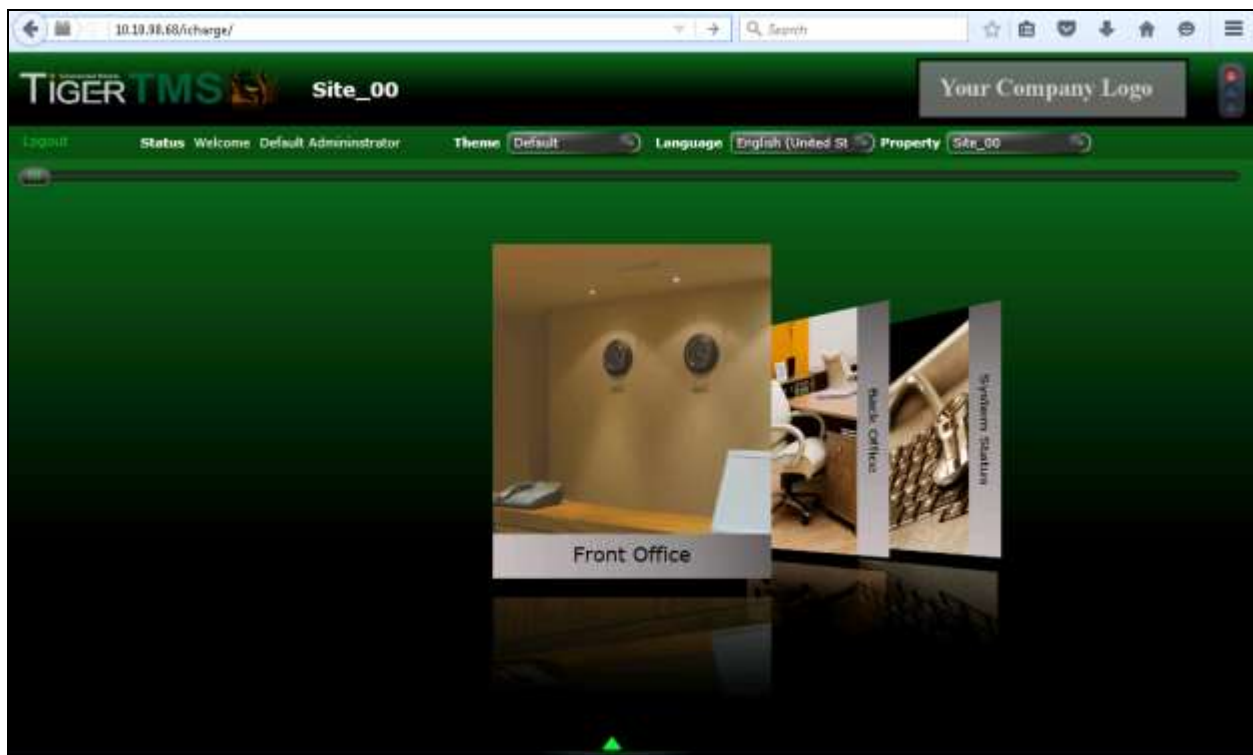 10.10.98.68/icharge/
Search
TIGER TMS
Site_00
Your Company Logo
Logout
Status Welcome Default Admininstrator
Theme Default
Language English (United St
Property Site_00
Front Office
Back Office
System Status